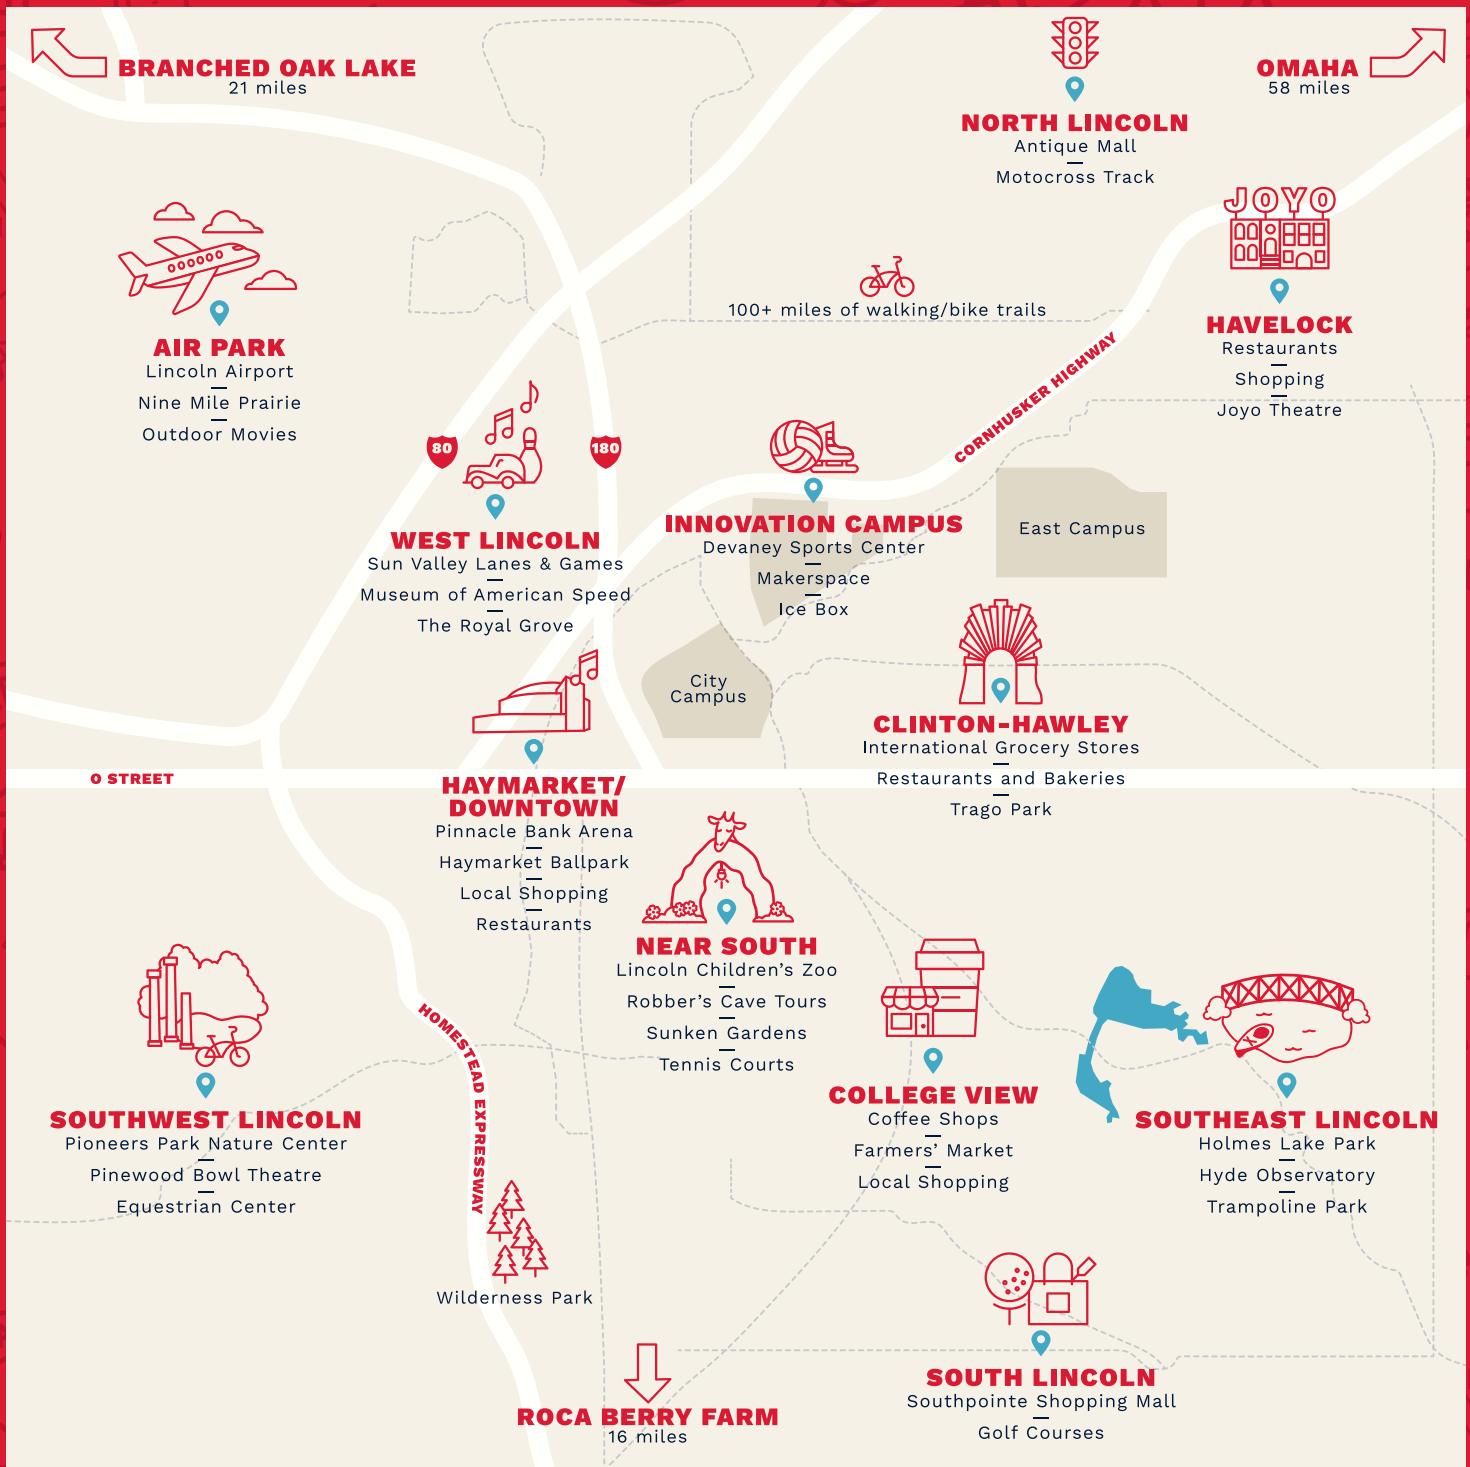 BRANCHED OAK LAKE
21 miles
OMAHA
58 miles
NORTH LINCOLN
Antique Mall
Motocross Track
JOYO
HAVELOCK
Restaurants
Shopping
Joyo Theatre
100+ miles of walking/bike trails
AIR PARK
Lincoln Airport
Nine Mile Prairie
Outdoor Movies
CORNHUSKER HIGHWAY
80
180
WEST LINCOLN
Sun Valley Lanes & Games
Museum of American Speed
The Royal Grove
INNOVATION CAMPUS
Devaney Sports Center
Makerspace
Ice Box
East Campus
City
Campus
CLINTON-HAWLEY
International Grocery Stores
Restaurants and Bakeries
Trago Park
O STREET
HAYMARKET/
DOWNTOWN
Pinnacle Bank Arena
Haymarket Ballpark
Local Shopping
Restaurants
NEAR SOUTH
Lincoln Children's Zoo
Robber's Cave Tours
Sunken Gardens
Tennis Courts
HOMESTEAD EXPRESSWAY
SOUTHWEST LINCOLN
Pioneers Park Nature Center
Pinewood Bowl Theatre
Equestrian Center
COLLEGE VIEW
Coffee Shops
Farmers' Market
Local Shopping
SOUTHEAST LINCOLN
Holmes Lake Park
Hyde Observatory
Trampoline Park
Wilderness Park
SOUTH LINCOLN
Southpointe Shopping Mall
Golf Courses
ROCA BERRY FARM
16 miles